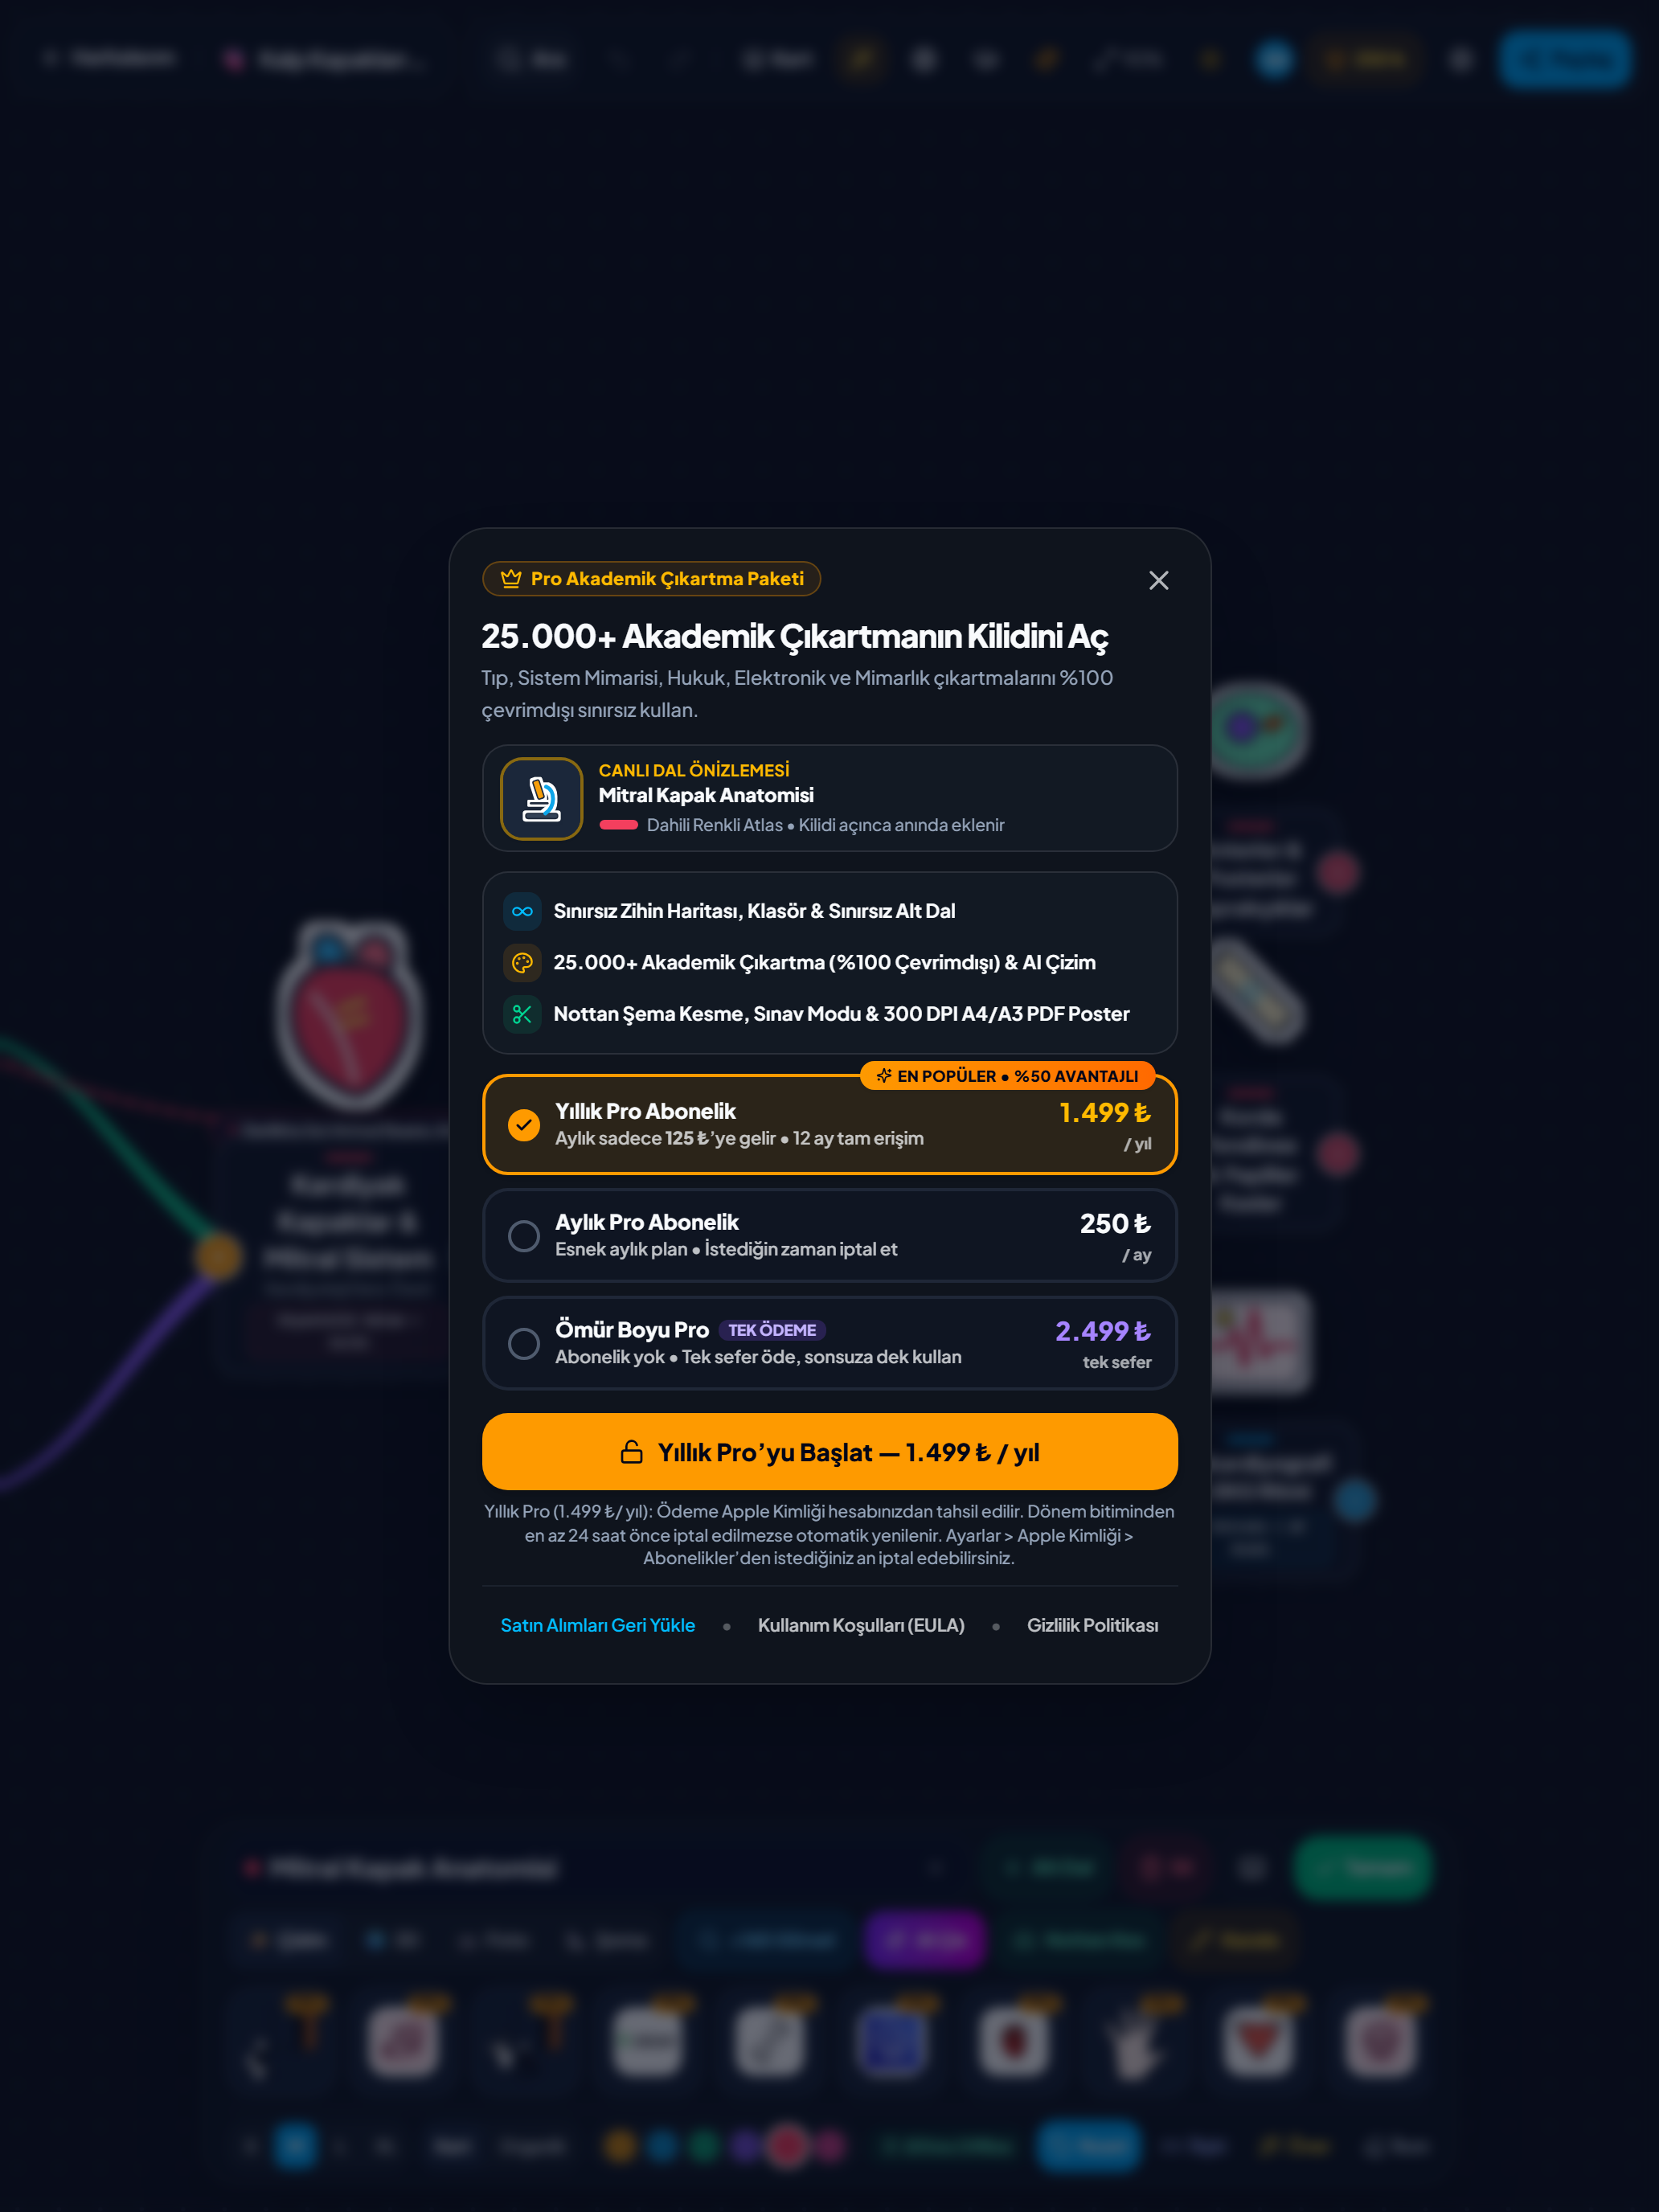 Pro Akademik Çıkartma Paketi
25.000+ Akademik Çıkartmanın Kilidini Aç
Tıp, Sistem Mimarisi, Hukuk, Elektronik ve Mimarlık çıkartmalarını %100
çevrimdışı sınırsız kullan.
CANLI DAL ÖNİZLEMESİ
Mitral Kapak Anatomisi
Dahili Renkli Atlas • Kilidi açınca anında eklenir
Sınırsız Zihin Haritası, Klasör & Sınırsız Alt Dal
25.000+ Akademik Çıkartma (%100 Çevrimdışı) & AI Çizim
Nottan Şema Kesme, Sınav Modu & 300 DPI A4/A3 PDF Poster
EN POPÜLER • %50 AVANTAJLI
Yıllık Pro Abonelik
1.499 ₺
Aylık sadece 125 ₺’ye gelir • 12 ay tam erişim
/ yıl
Aylık Pro Abonelik
250 ₺
Esnek aylık plan • İstediğin zaman iptal et
/ ay
Ömür Boyu Pro TEK ÖDEME
2.499 ₺
Abonelik yok • Tek sefer öde, sonsuza dek kullan
tek sefer
Yıllık Pro’yu Başlat — 1.499 ₺ / yıl
Yıllık Pro (1.499 ₺/ yıl): Ödeme Apple Kimliği hesabınızdan tahsil edilir. Dönem bitiminden
en az 24 saat önce iptal edilmezse otomatik yenilenir. Ayarlar > Apple Kimliği >
Abonelikler’den istediğiniz an iptal edebilirsiniz.
Satın Alımları Geri Yükle • Kullanım Koşulları (EULA) • Gizlilik Politikası
Kardiyak
Kapaklar &
Mitral Sistem
Mitral Kapak Anatomisi